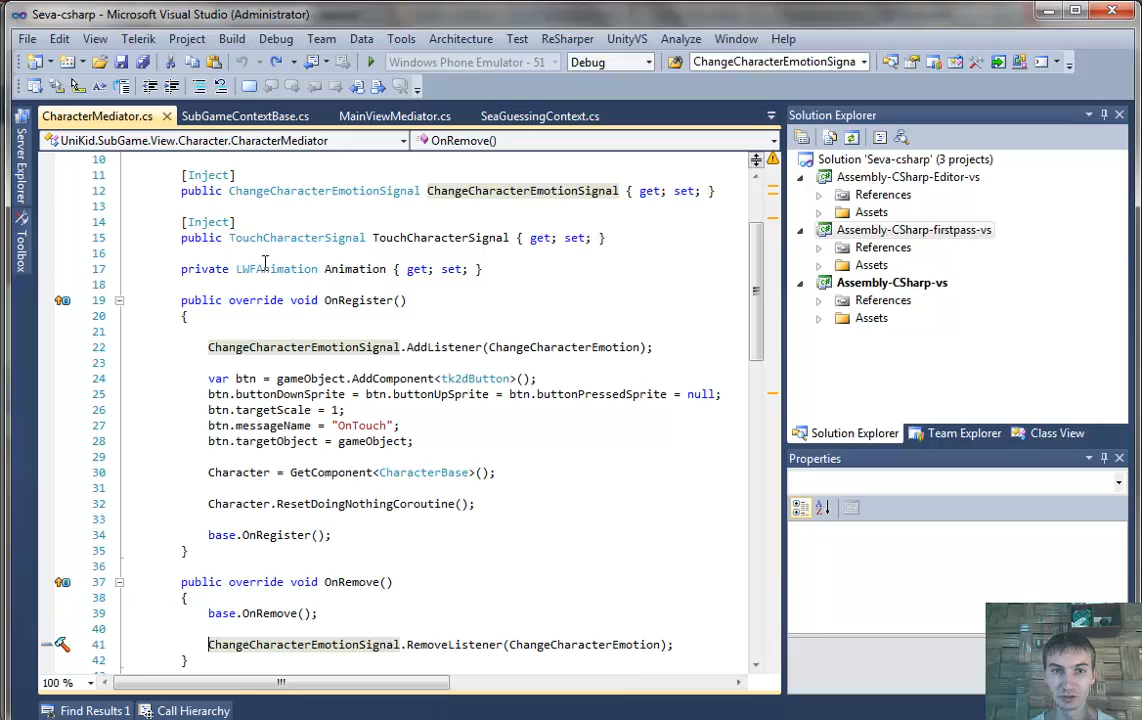 Seva-csharp - Microsoft Visual Studio (Administrator)
File Edit View Telerik Project Build Debug Team Data Tools Architecture Test ReSharper UnityVS Analyze Window Help
Windows Phone Emulator - 51 Debug ChangeCharacterEmotionSigna
CharacterMediator.cs SubGameContextBase.cs MainViewMediator.cs SeaGuessingContext.cs
UniKid.SubGame.View.Character.CharacterMediator OnRemove()
Server Explorer
Toolbox
10
11 [Inject]
12 public ChangeCharacterEmotionSignal ChangeCharacterEmotionSignal { get; set; }
13
14 [Inject]
15 public TouchCharacterSignal TouchCharacterSignal { get; set; }
16
17 private LWFAnimation Animation { get; set; }
18
19 public override void OnRegister()
20 {
21
22 ChangeCharacterEmotionSignal.AddListener(ChangeCharacterEmotion);
23
24 var btn = gameObject.AddComponent<tk2dButton>();
25 btn.buttonDownSprite = btn.buttonUpSprite = btn.buttonPressedSprite = null;
26 btn.targetScale = 1;
27 btn.messageName = "OnTouch";
28 btn.targetObject = gameObject;
29
30 Character = GetComponent<CharacterBase>();
31
32 Character.ResetDoingNothingCoroutine();
33
34 base.OnRegister();
35 }
36
37 public override void OnRemove()
38 {
39 base.OnRemove();
40
41 ChangeCharacterEmotionSignal.RemoveListener(ChangeCharacterEmotion);
42 }
100 %
Find Results 1 Call Hierarchy
Solution Explorer
Solution 'Seva-csharp' (3 projects)
Assembly-CSharp-Editor-vs
References
Assets
Assembly-CSharp-firstpass-vs
References
Assets
Assembly-CSharp-vs
References
Assets
Solution Explorer Team Explorer Class View
Properties